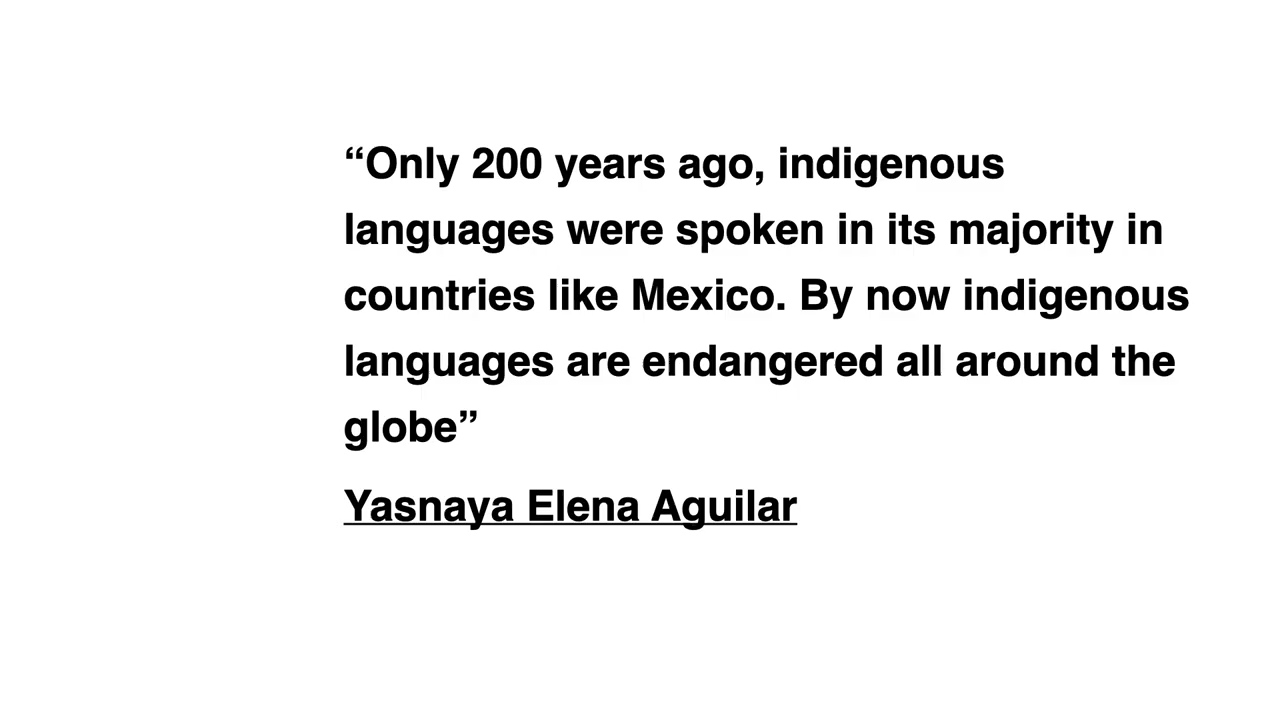 “Only 200 years ago, indigenous
languages were spoken in its majority in
countries like Mexico. By now indigenous
languages are endangered all around the
globe”
Yasnaya Elena Aguilar